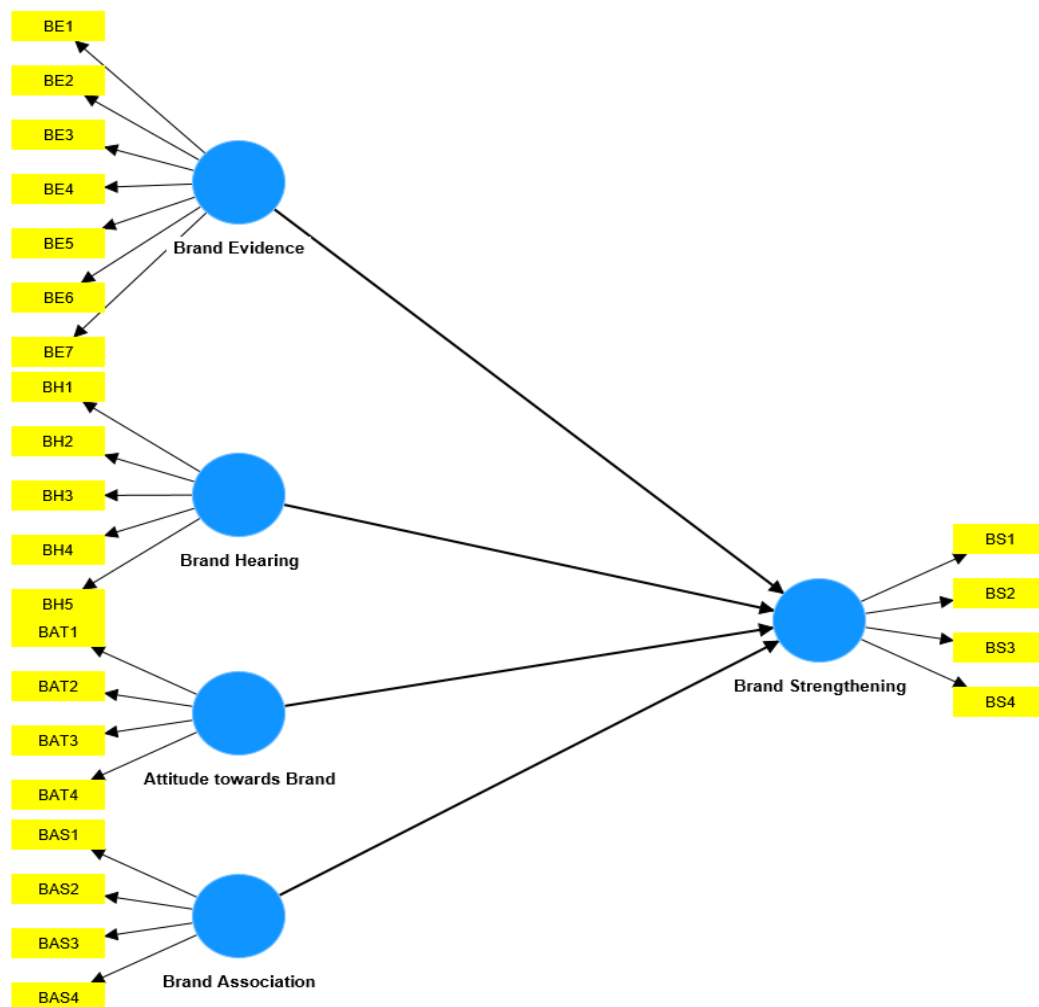 BE1
BE2
BE3
BE4
BE5
BE6
BE7
Brand Evidence
BH1
BH2
BH3
BH4
BH5
Brand Hearing
BAT1
BAT2
BAT3
BAT4
Attitude towards Brand
BAS1
BAS2
BAS3
BAS4
Brand Association
BS1
BS2
BS3
BS4
Brand Strengthening